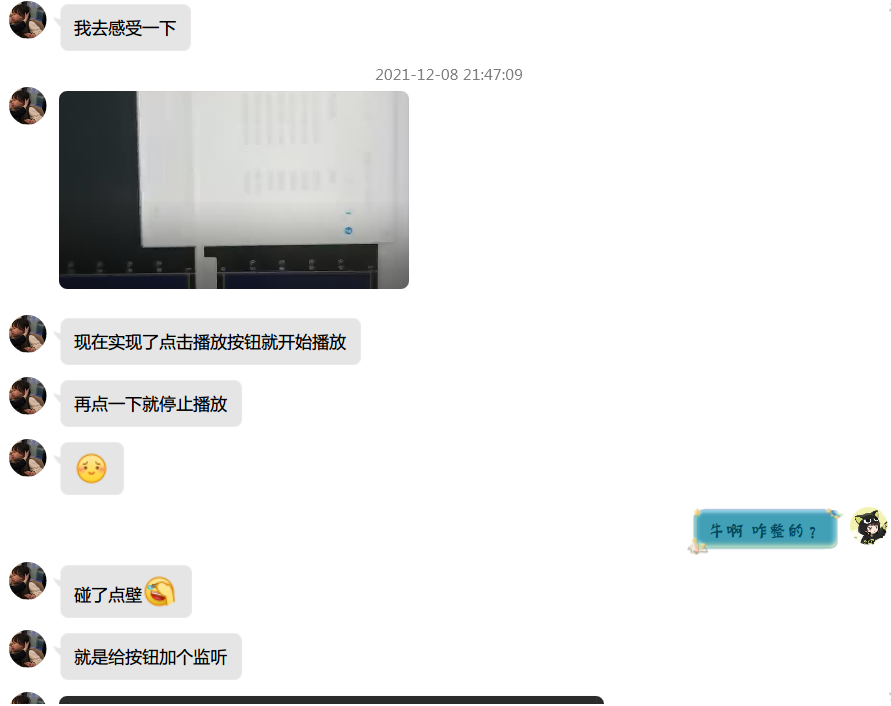 我去感受一下
2021-12-08 21:47:09
现在实现了点击播放按钮就开始播放
再点一下就停止播放
牛啊 咋整的？
碰了点壁
就是给按钮加个监听